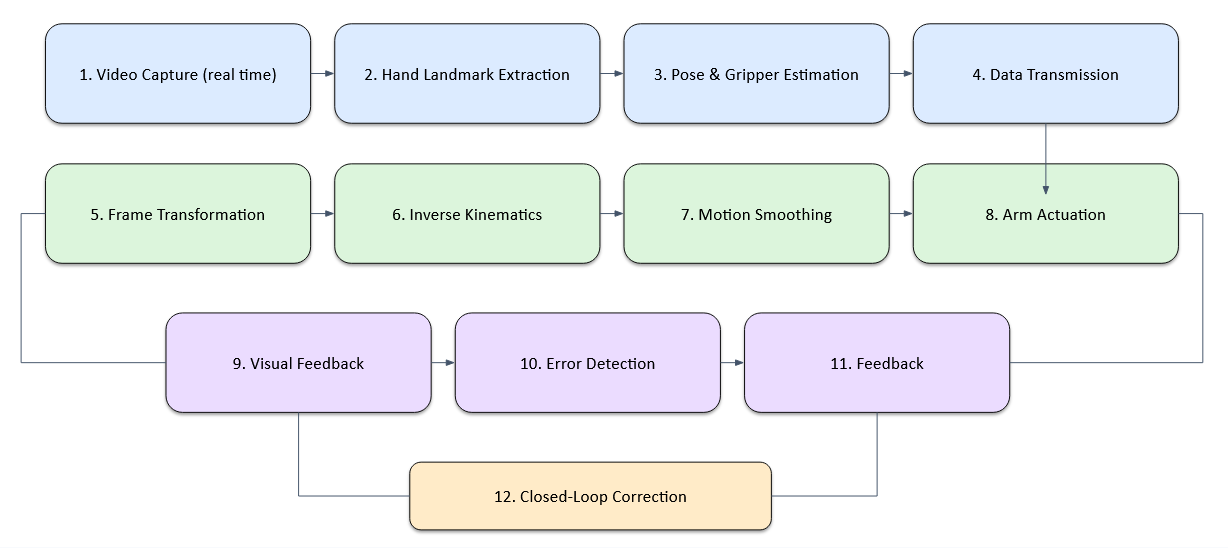 1. Video Capture (real time)
2. Hand Landmark Extraction
3. Pose & Gripper Estimation
4. Data Transmission
5. Frame Transformation
6. Inverse Kinematics
7. Motion Smoothing
8. Arm Actuation
9. Visual Feedback
10. Error Detection
11. Feedback
12. Closed-Loop Correction